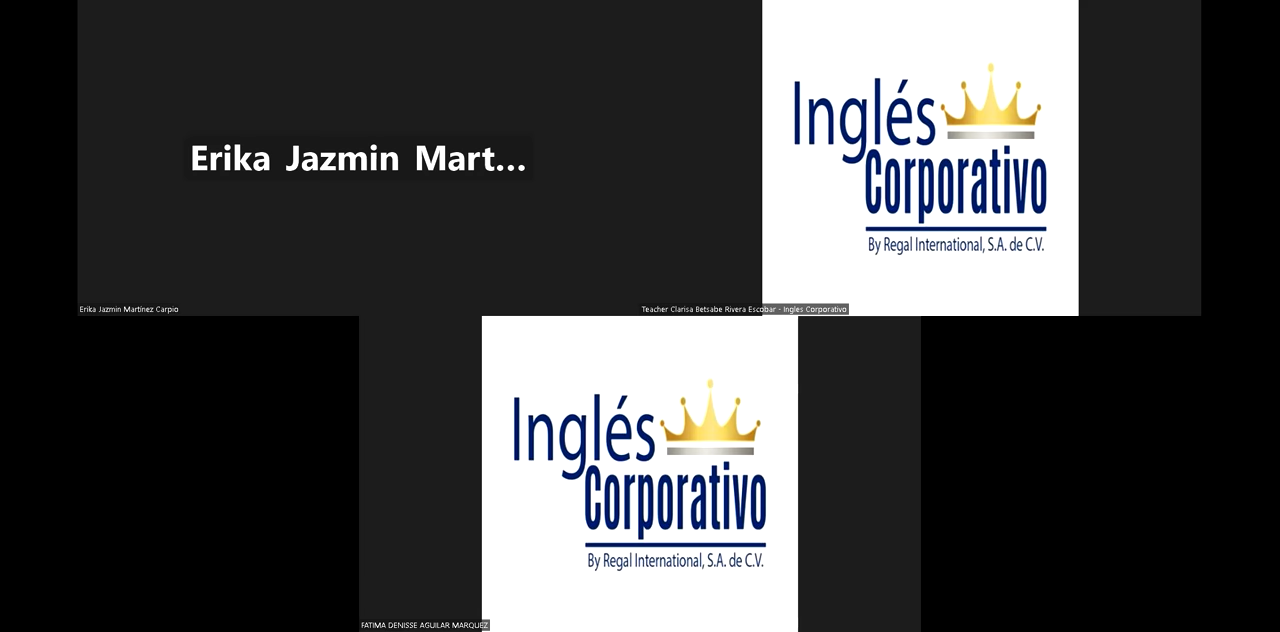 Erika Jazmin Mart...
Erika Jazmin Martínez Carpio
Inglés
Corporativo
By Regal International, S.A. de C.V.
Teacher Clarisa Betsabe Rivera Escobar - Ingles Corporativo
Inglés
Corporativo
By Regal International, S.A. de C.V.
FATIMA DENISSE AGUILAR MARQUEZ